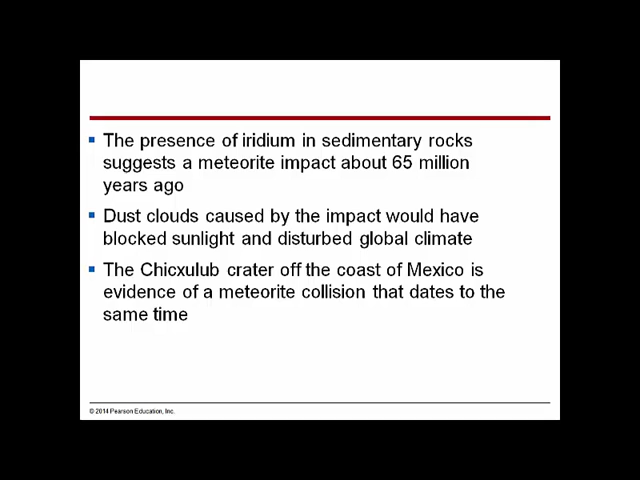 The presence of iridium in sedimentary rocks
suggests a meteorite impact about 65 million
years ago
Dust clouds caused by the impact would have
blocked sunlight and disturbed global climate
The Chicxulub crater off the coast of Mexico is
evidence of a meteorite collision that dates to the
same time
© 2014 Pearson Education, Inc.